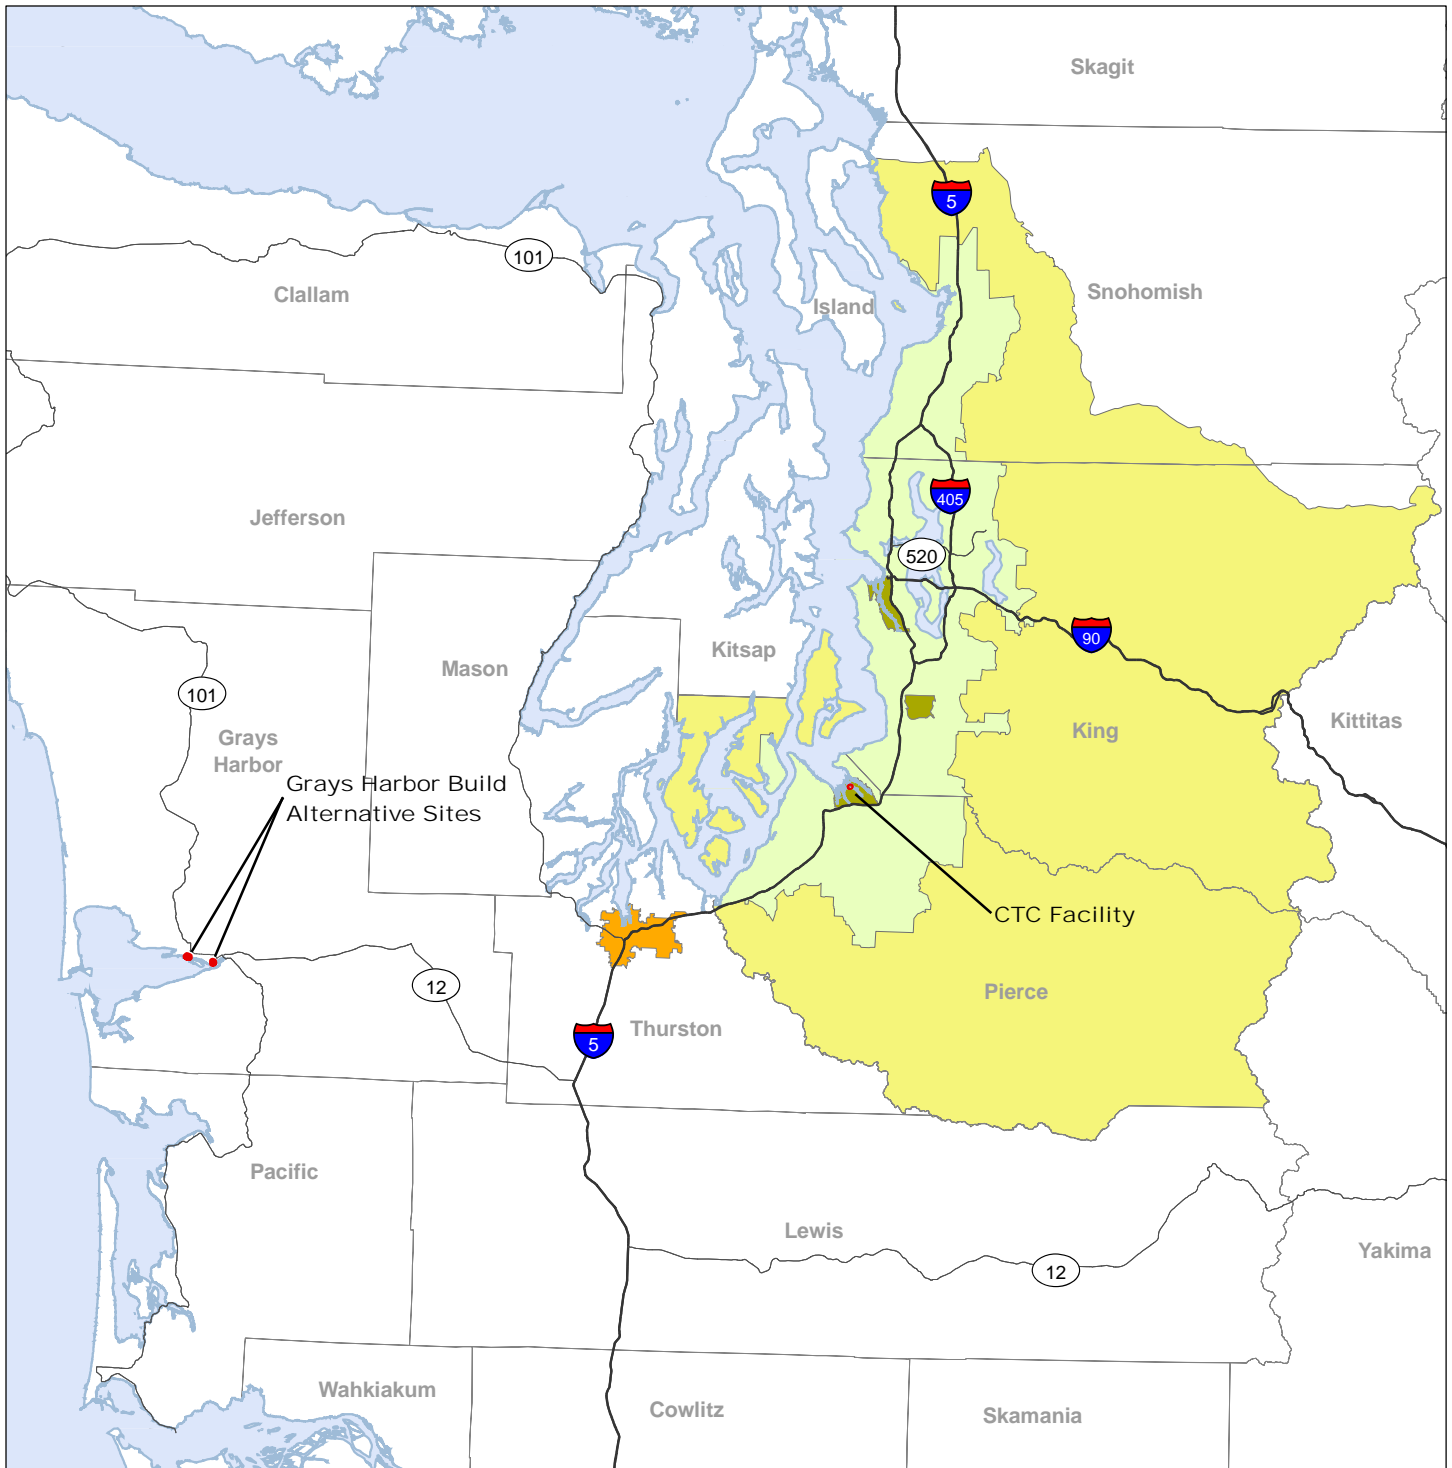 Skagit
5
101
Clallam
Island
Snohomish
405
Jefferson
520
90
Mason
Kitsap
101
Grays
Harbor
King
Kittitas
Grays Harbor Build
Alternative Sites
CTC Facility
12
Pierce
5
Thurston
Pacific
Lewis
12
Yakima
Wahkiakum
Cowlitz
Skamania